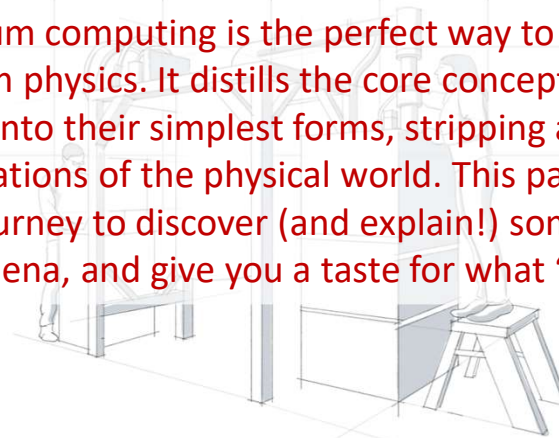 um computing is the perfect way to
n physics. It distills the core concept
nto their simplest forms, stripping a
ations of the physical world. This pa
urney to discover (and explain!) som
ena, and give you a taste for what ‘